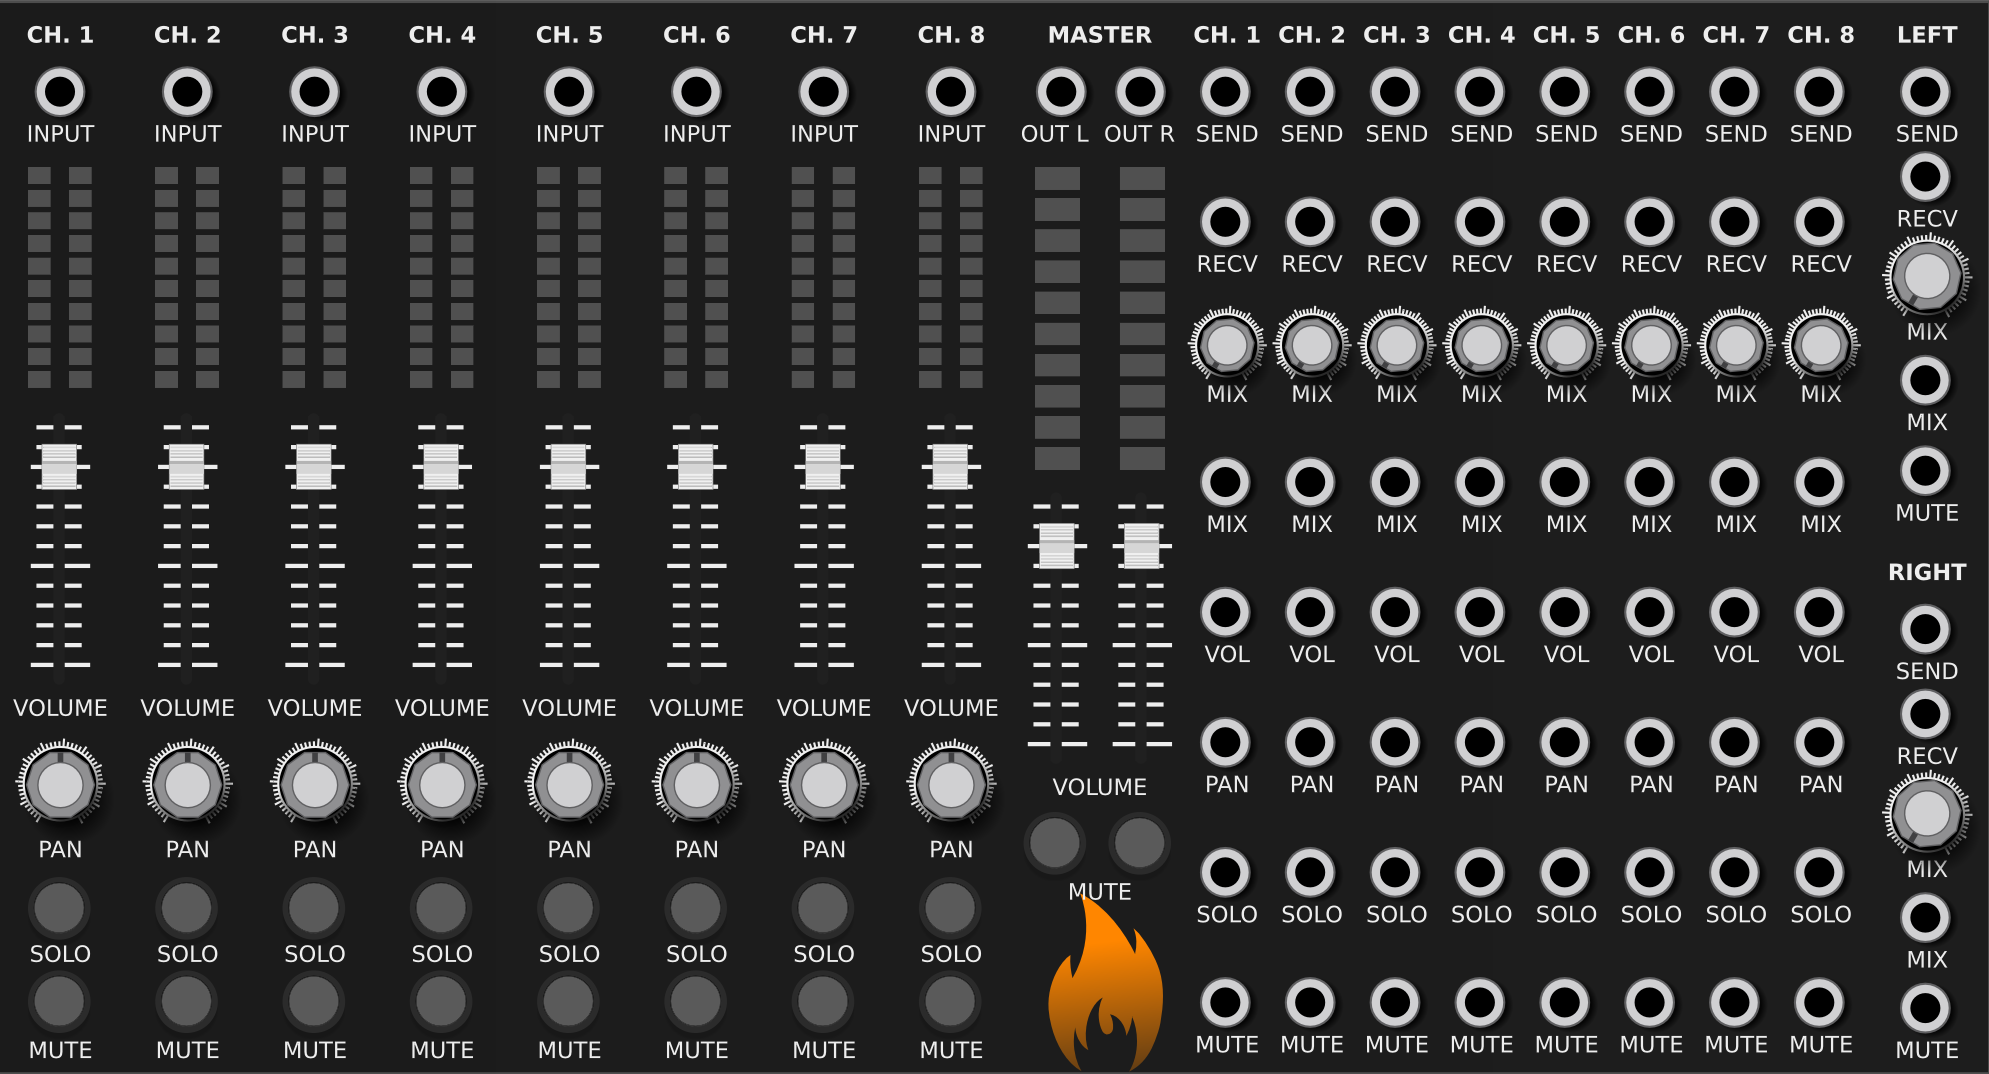 CH. 1 CH. 2 CH. 3 CH. 4 CH. 5 CH. 6 CH. 7 CH. 8 MASTER CH. 1 CH. 2 CH. 3 CH. 4 CH. 5 CH. 6 CH. 7 CH. 8 LEFT
INPUT INPUT INPUT INPUT INPUT INPUT INPUT INPUT OUT L OUT R SEND SEND SEND SEND SEND SEND SEND SEND SEND
RECV
RECV RECV RECV RECV RECV RECV RECV RECV
MIX
MIX MIX MIX MIX MIX MIX MIX MIX
MIX
MUTE
MIX MIX MIX MIX MIX MIX MIX MIX
RIGHT
VOL VOL VOL VOL VOL VOL VOL VOL
SEND
VOLUME VOLUME VOLUME VOLUME VOLUME VOLUME VOLUME VOLUME
RECV
VOLUME PAN PAN PAN PAN PAN PAN PAN PAN
PAN PAN PAN PAN PAN PAN PAN PAN
MIX
MUTE
SOLO SOLO SOLO SOLO SOLO SOLO SOLO SOLO
SOLO SOLO SOLO SOLO SOLO SOLO SOLO SOLO
MIX
MUTE MUTE MUTE MUTE MUTE MUTE MUTE MUTE
MUTE MUTE MUTE MUTE MUTE MUTE MUTE MUTE MUTE